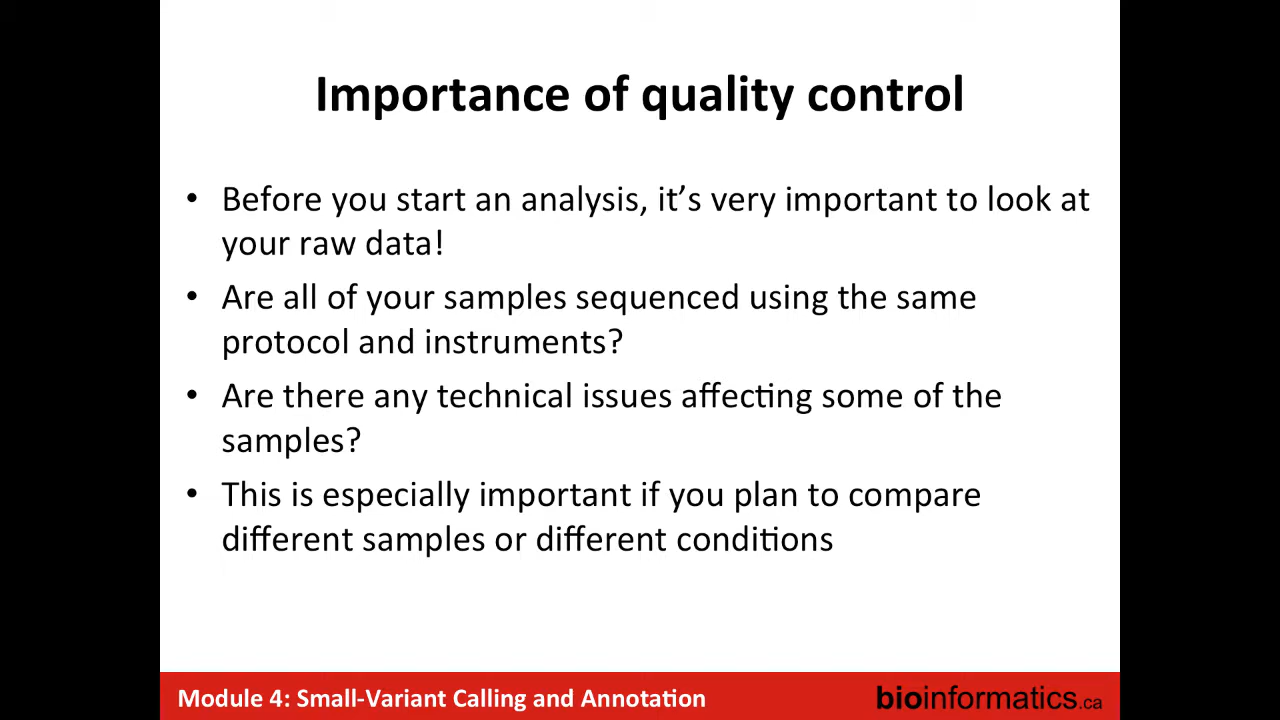 Importance of quality control
• Before you start an analysis, it’s very important to look at
your raw data!
• Are all of your samples sequenced using the same
protocol and instruments?
• Are there any technical issues affecting some of the
samples?
• This is especially important if you plan to compare
different samples or different conditions
Module 4: Small-Variant Calling and Annotation
bioinformatics.ca